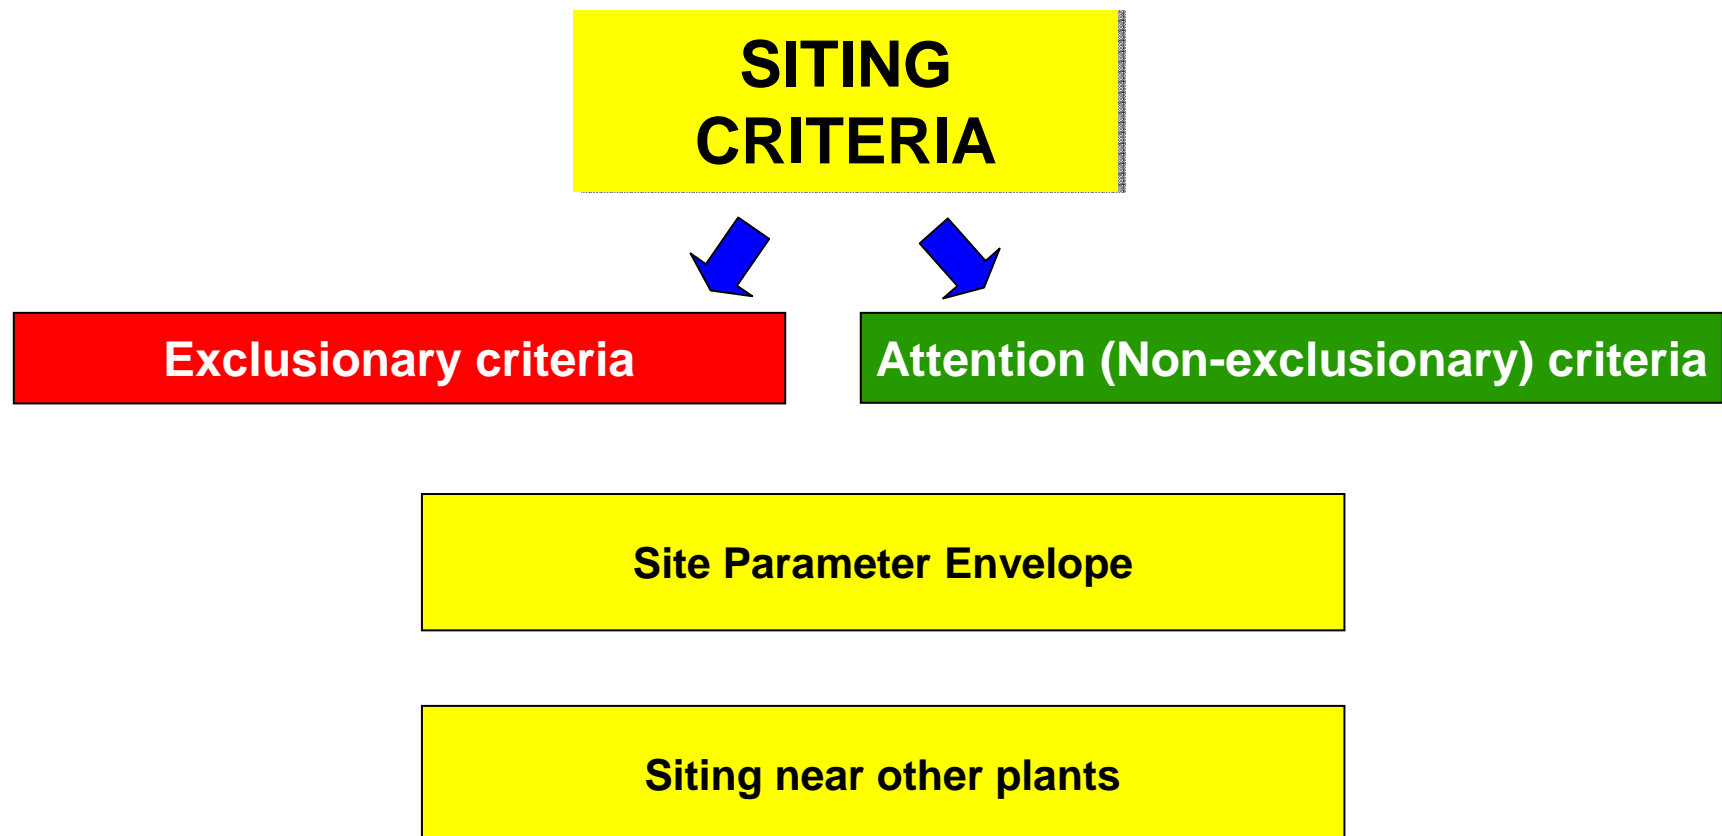 SITING
CRITERIA
Exclusionary criteria
Attention (Non-exclusionary) criteria
Site Parameter Envelope
Siting near other plants